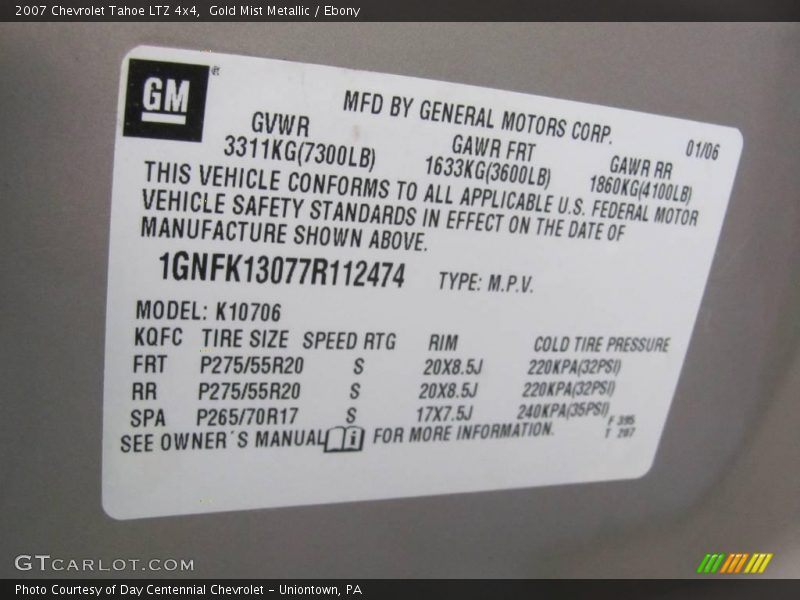 2007 Chevrolet Tahoe LTZ 4x4, Gold Mist Metallic / Ebony
GM®
MFD BY GENERAL MOTORS CORP.
01/06
GVWR GAWR FRT GAWR RR
3311KG(7300LB) 1633KG(3600LB) 1860KG(4100LB)
THIS VEHICLE CONFORMS TO ALL APPLICABLE U.S. FEDERAL MOTOR
VEHICLE SAFETY STANDARDS IN EFFECT ON THE DATE OF
MANUFACTURE SHOWN ABOVE.
1GNFK13077R112474 TYPE: M.P.V.
MODEL: K10706
KQFC TIRE SIZE SPEED RTG RIM COLD TIRE PRESSURE
FRT P275/55R20 S 20X8.5J 220KPA(32PSI)
RR P275/55R20 S 20X8.5J 220KPA(32PSI)
SPA P265/70R17 S 17X7.5J 240KPA(35PSI)
SEE OWNER´S MANUAL FOR MORE INFORMATION.
F 395
T 207
GTCARLOT.COM
Photo Courtesy of Day Centennial Chevrolet - Uniontown, PA